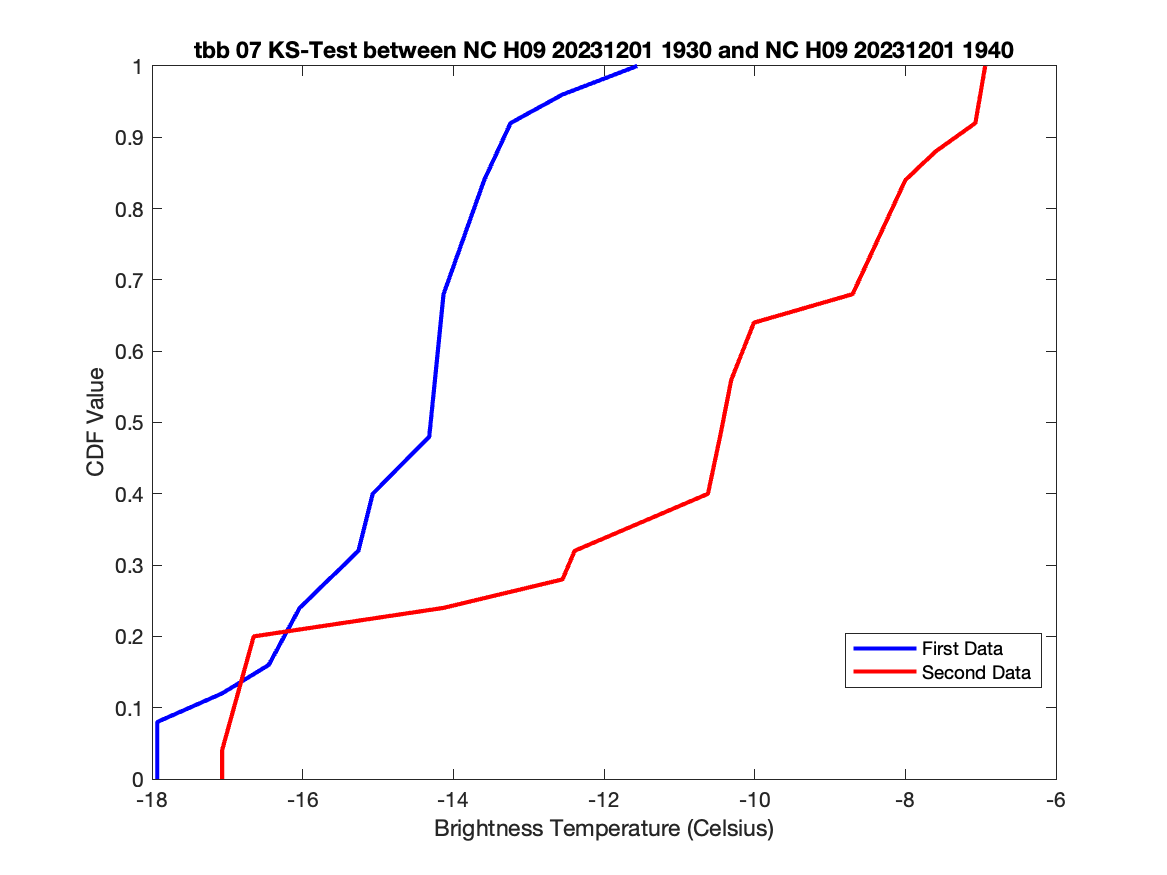 tbb 07 KS-Test between NC H09 20231201 1930 and NC H09 20231201 1940
1
0.9
0.8
0.7
0.6
0.5
0.4
0.3
0.2
0.1
0
CDF Value
First Data
Second Data
-18 -16 -14 -12 -10 -8 -6
Brightness Temperature (Celsius)